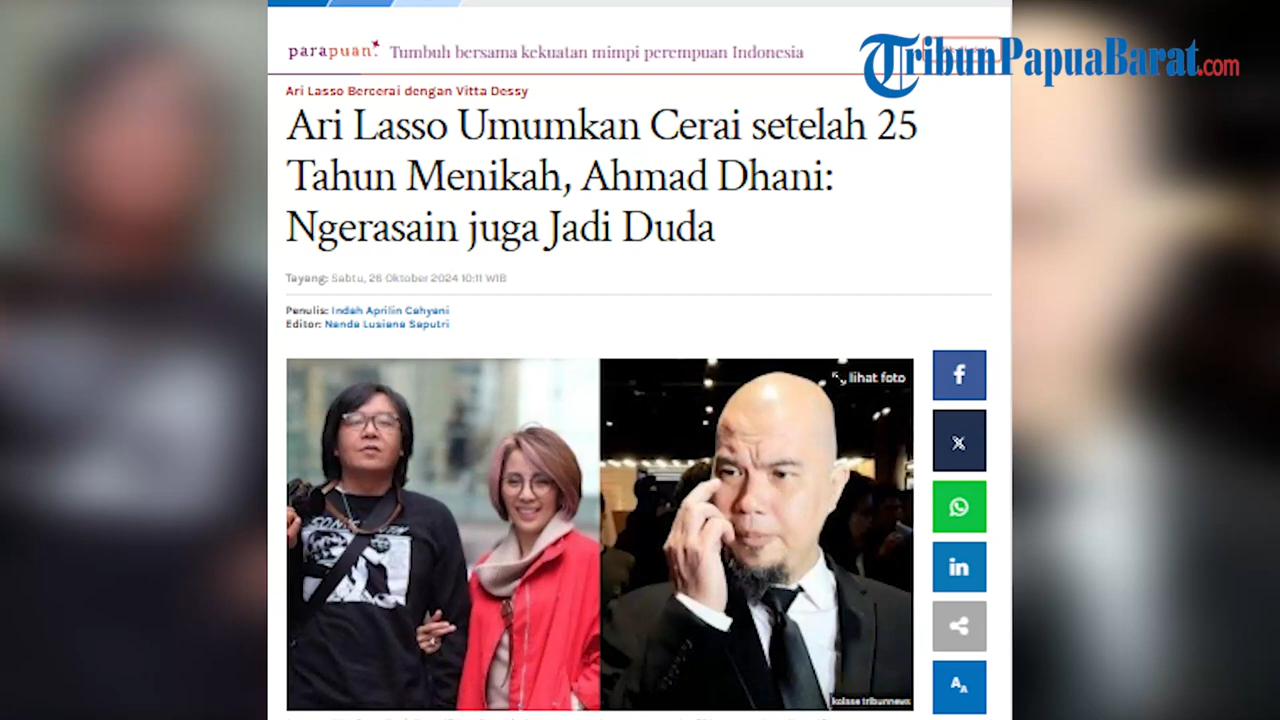 parapuan. Tumbuh bersama kekuatan mimpi perempuan Indonesia
TribunPapuaBarat.com
Ari Lasso Bercerai dengan Vitta Dessy
Ari Lasso Umumkan Cerai setelah 25
Tahun Menikah, Ahmad Dhani:
Ngerasain juga Jadi Duda
Tayang: Sabtu, 26 Oktober 2024 10:11 WIB
Penulis: Indah Aprilin Cahyani
Editor: Nanda Lusiana Saputri
lihat foto
kolase tribunnews